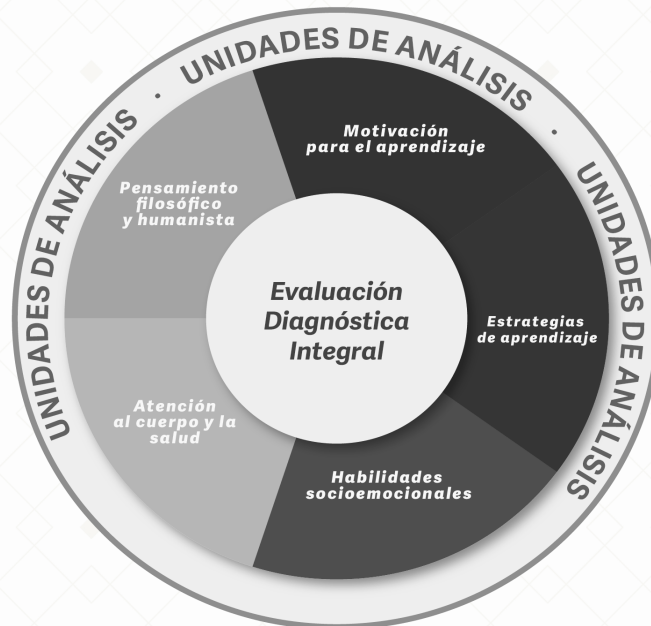 UNIDADES DE ANÁLISIS · UNIDADES DE ANÁLISIS · UNIDADES DE ANÁLISIS
Motivación
para el aprendizaje
Pensamiento
filosófico
y humanista
Evaluación
Diagnóstica
Integral
Estrategias
de aprendizaje
Atención
al cuerpo y la
salud
Habilidades
socioemocionales